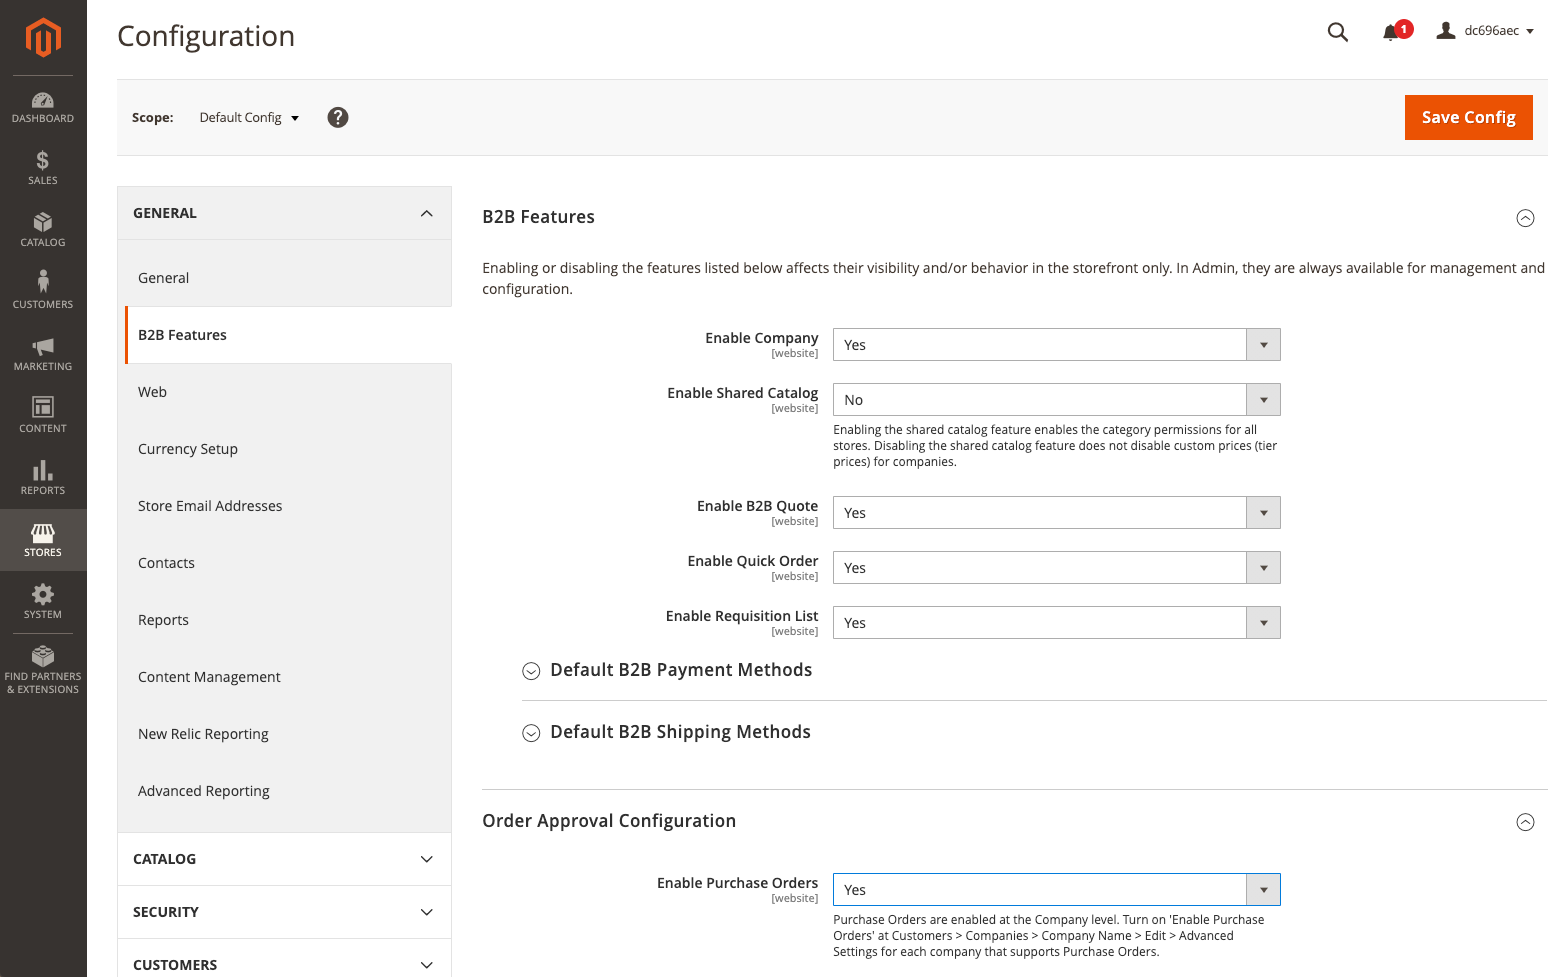 Configuration
1
dc696aec
Scope:
Default Config
?
Save Config
DASHBOARD
$
SALES
CATALOG
CUSTOMERS
MARKETING
CONTENT
REPORTS
STORES
SYSTEM
FIND PARTNERS
& EXTENSIONS
GENERAL
General
B2B Features
Web
Currency Setup
Store Email Addresses
Contacts
Reports
Content Management
New Relic Reporting
Advanced Reporting
CATALOG
SECURITY
CUSTOMERS
B2B Features
Enabling or disabling the features listed below affects their visibility and/or behavior in the storefront only. In Admin, they are always available for management and
configuration.
Enable Company
[website]
Yes
Enable Shared Catalog
[website]
No
Enabling the shared catalog feature enables the category permissions for all
stores. Disabling the shared catalog feature does not disable custom prices (tier
prices) for companies.
Enable B2B Quote
[website]
Yes
Enable Quick Order
[website]
Yes
Enable Requisition List
[website]
Yes
Default B2B Payment Methods
Default B2B Shipping Methods
Order Approval Configuration
Enable Purchase Orders
[website]
Yes
Purchase Orders are enabled at the Company level. Turn on 'Enable Purchase
Orders' at Customers > Companies > Company Name > Edit > Advanced
Settings for each company that supports Purchase Orders.